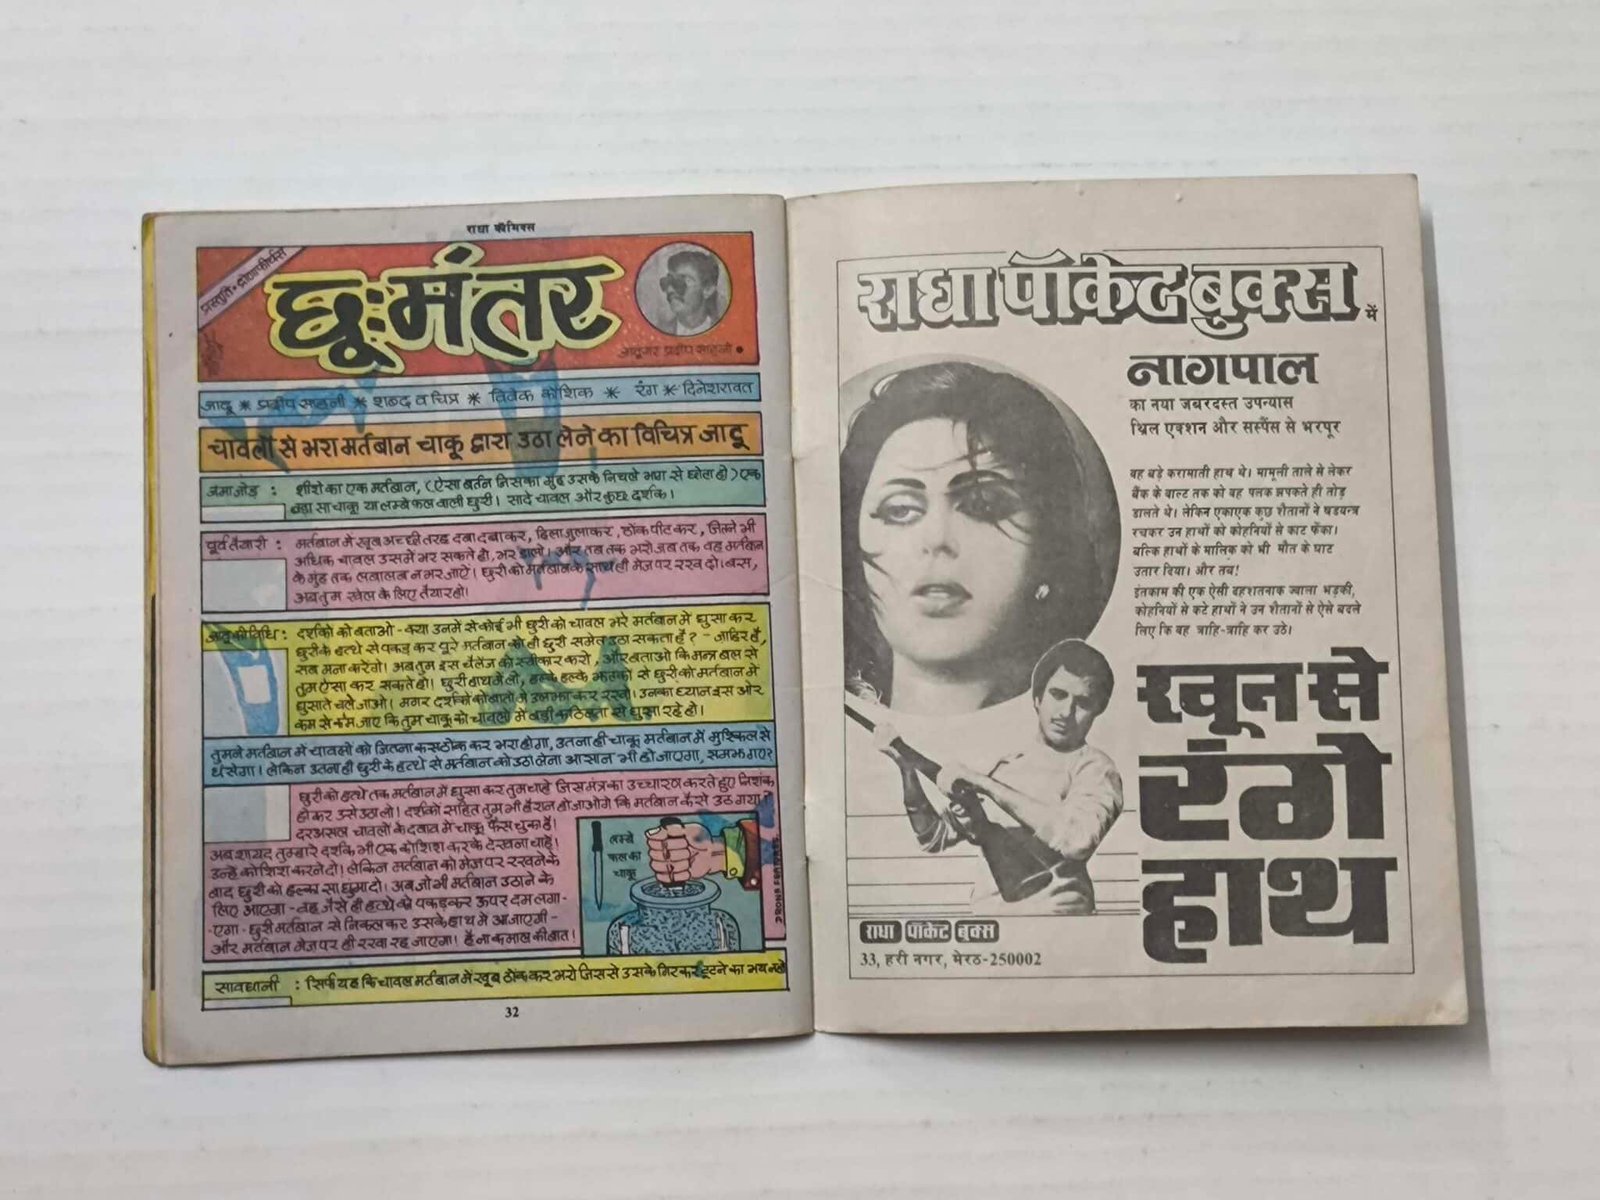 राधा कॉमिक्स
प्रस्तुति • द्रोणाफीचर्स
छू:मंतर
जादूगर प्रदीप साहनी •
जादू * प्रदीप साहनी * शब्द व चित्र * विवेक कौशिक * रंग * दिनेशरावत
चावलों से भरा मर्तबान चाकू द्वारा उठा लेने का विचित्र जादू
जमाजोड़ : शीशे का एक मर्तबान, (ऐसा बर्तन जिसका मुंह उसके निचले भाग से छोटा हो) एक
बड़ा सा चाकू या लम्बे फल वाली छुरी। सादे चावल और कुछ दर्शक।
पूर्व तैयारी : मर्तबान में खूब अच्छी तरह दबा दबाकर, हिला डुलाकर, ठोक पीट कर, जितने भी
अधिक चावल उसमें भर सकते हो, भर डालो। और तब तक भरो जब तक वह मर्तबान
के मुंह तक लबालब न भर जाऐं। छुरी को मर्तबान के साथ ही मेज पर रख दो। बस,
अब तुम खेल के लिए तैयार हो।
जादू की विधि : दर्शकों को बताओ - क्या उनमें से कोई भी छुरी को चावल भरे मर्तबान में घुसा कर
छुरी के हत्थे से पकड़ कर पूरे मर्तबान को ही छुरी समेत उठा सकता है? - जाहिर है,
सब मना करेंगे। अब तुम इस चैलेंज को स्वीकार करो, और बताओ कि मन्त्र बल से
तुम ऐसा कर सकते हो। छुरी हाथ में लो, हल्के हल्के झटकों से छुरी को मर्तबान में
घुसाते चले जाओ। मगर दर्शकों को बातों में उलझा कर रखो। उनका ध्यान इस ओर
कम से कम जाए कि तुम चाकू को चावलों में बड़ी कठिनता से घुसा रहे हो।
तुमने मर्तबान में चावलों को जितना कस ठोक कर भरा होगा, उतना ही चाकू मर्तबान में मुश्किल से
धंसेगा। लेकिन उतना ही छुरी के हत्थे से मर्तबान को उठा लेना आसान भी हो जाएगा, समझ गए?
छुरी को हत्थे तक मर्तबान में घुसा कर तुम चाहे जिस मंत्र का उच्चारण करते हुए निशंक
होकर उसे उठा लो। दर्शकों सहित तुम भी हैरान हो जाओगे कि मर्तबान कैसे उठ गया?
दरअसल चावलों के दबाव में चाकू फंस चुका है।
अब शायद तुम्हारे दर्शक भी एक कोशिश करके देखना चाहें।
उन्हें कोशिश करने दो। लेकिन मर्तबान को मेज पर रखने के
बाद छुरी को हल्का सा घुमा दो। अब जो भी मर्तबान उठाने के
लिए आएगा - वह जैसे ही हत्थे को पकड़कर ऊपर दम लगा-
-एगा - छुरी मर्तबान से निकल कर उसके हाथ में आ जाएगी -
और मर्तबान मेज पर ही रखा रह जाएगा। है ना कमाल की बात।
लम्बे
फल का
चाकू
DRONA FEATURES
सावधानी : सिर्फ यह कि चावल मर्तबान में खूब ठोक कर भरो जिससे उसके गिरकर टूटने का भय न हो
32
राधा पॉकेट बुक्स में
नागपाल
का नया जबरदस्त उपन्यास
थ्रिल एक्शन और सस्पैंस से भरपूर
वह बड़े करामाती हाथ थे। मामूली ताले से लेकर
बैंक के वाल्ट तक को वह पलक झपकते ही तोड़
डालते थे। लेकिन एकाएक कुछ शैतानों ने षडयन्त्र
रचकर उन हाथों को कोहनियों से काट फेंका।
बल्कि हाथों के मालिक को भी मौत के घाट
उतार दिया। और तब!
इंतकाम की एक ऐसी दहशतनाक ज्वाला भड़की,
कोहनियों से कटे हाथों ने उन शैतानों से ऐसे बदले
लिए कि वह त्राहि-त्राहि कर उठे।
खून से
रंगे
हाथ
राधा पाकेट बुक्स
33, हरी नगर, मेरठ-250002